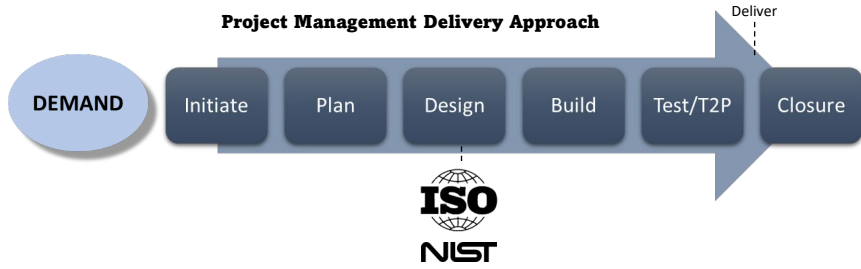 Project Management Delivery Approach
Deliver
DEMAND
Initiate
Plan
Design
Build
Test/T2P
Closure
ISO
NIST